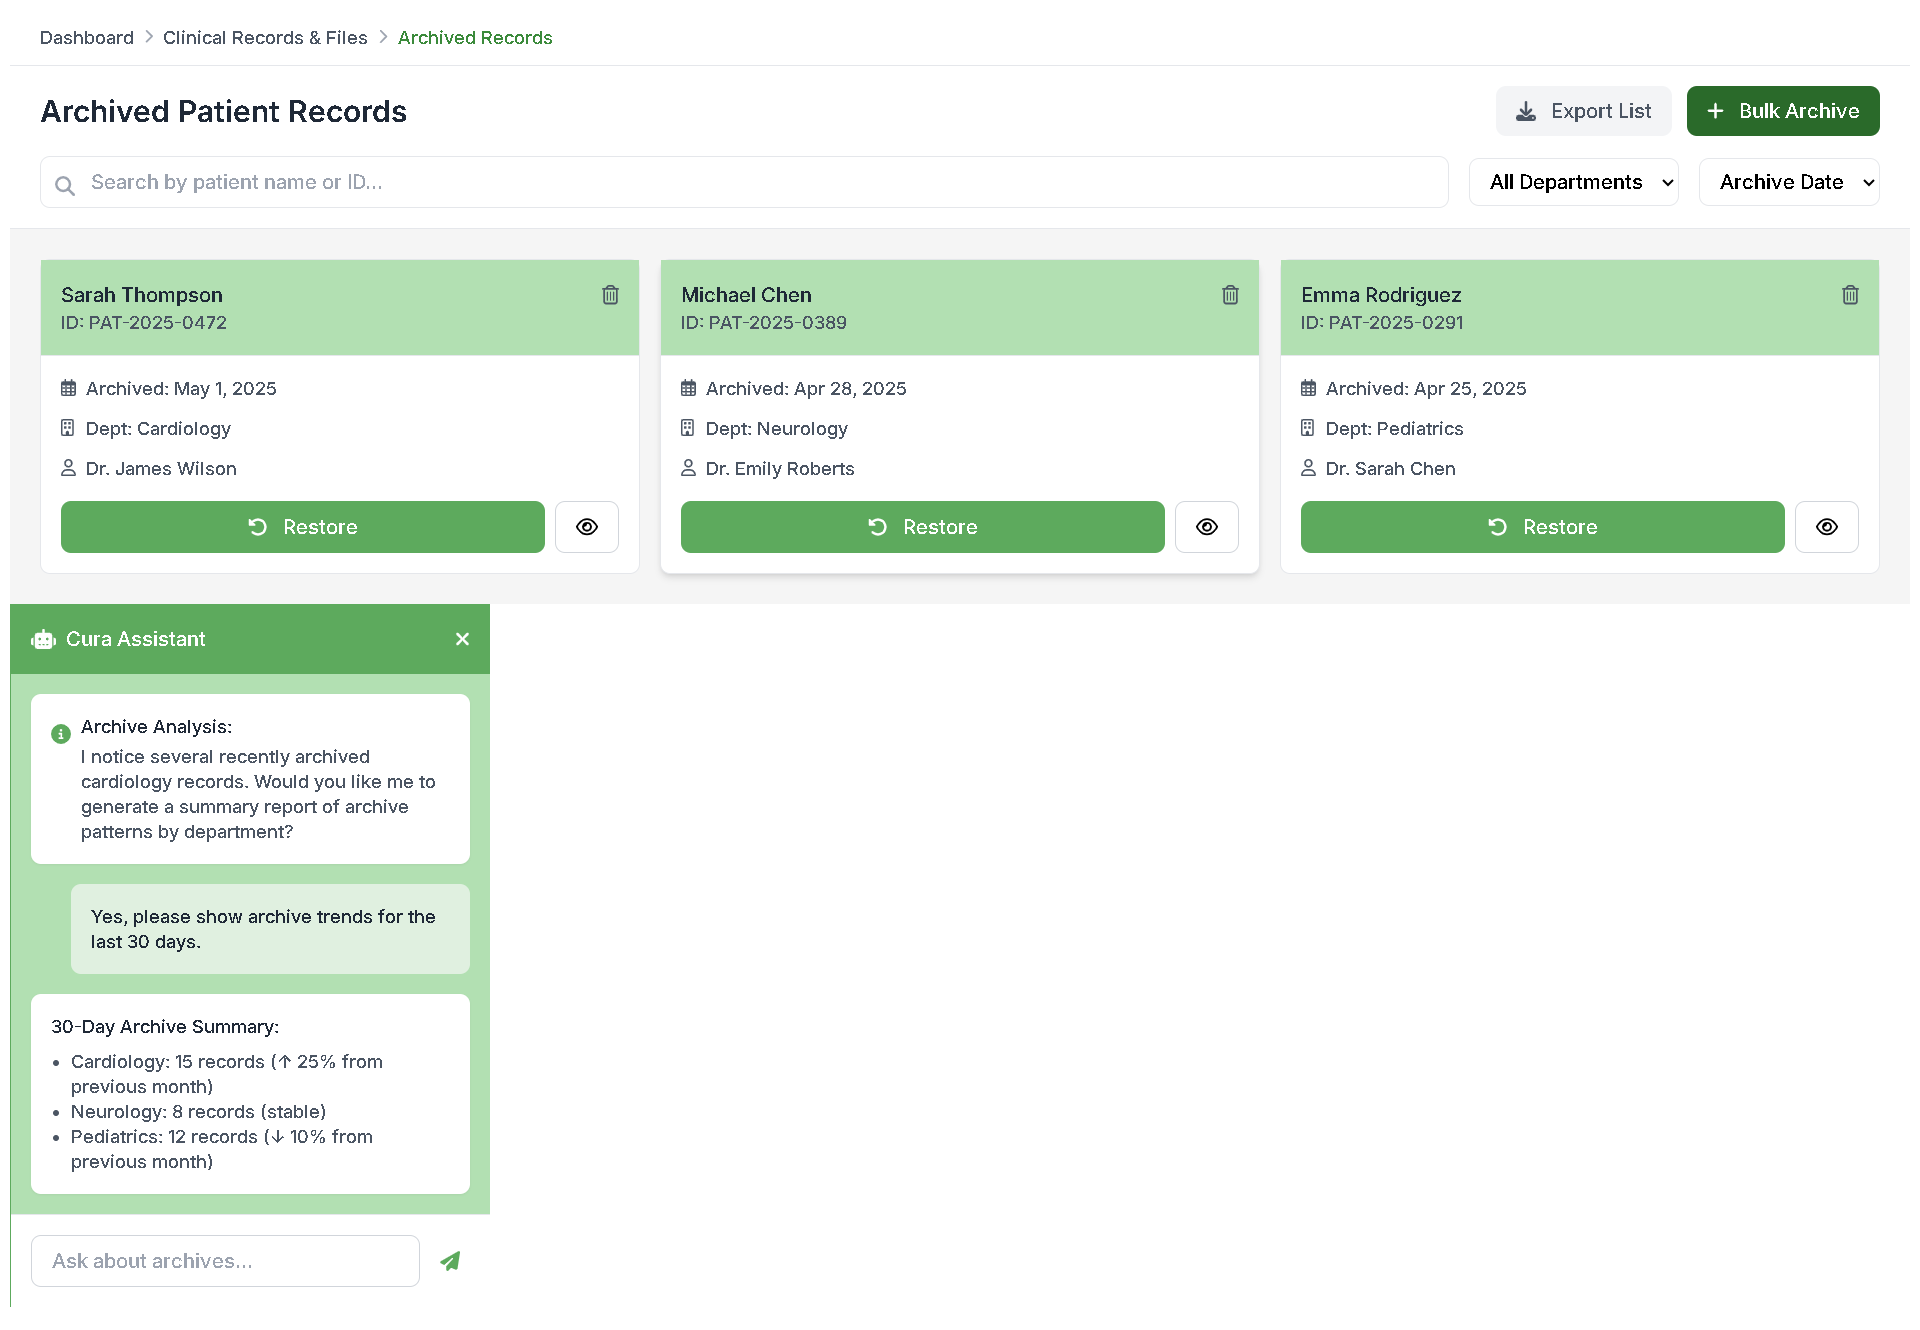 Dashboard > Clinical Records & Files > Archived Records
Archived Patient Records
Export List
+ Bulk Archive
Search by patient name or ID...
All Departments
Archive Date
Sarah Thompson
ID: PAT-2025-0472
Archived: May 1, 2025
Dept: Cardiology
Dr. James Wilson
Restore
Michael Chen
ID: PAT-2025-0389
Archived: Apr 28, 2025
Dept: Neurology
Dr. Emily Roberts
Restore
Emma Rodriguez
ID: PAT-2025-0291
Archived: Apr 25, 2025
Dept: Pediatrics
Dr. Sarah Chen
Restore
Cura Assistant
Archive Analysis:
I notice several recently archived
cardiology records. Would you like me to
generate a summary report of archive
patterns by department?
Yes, please show archive trends for the
last 30 days.
30-Day Archive Summary:
• Cardiology: 15 records (↑ 25% from
previous month)
• Neurology: 8 records (stable)
• Pediatrics: 12 records (↓ 10% from
previous month)
Ask about archives...